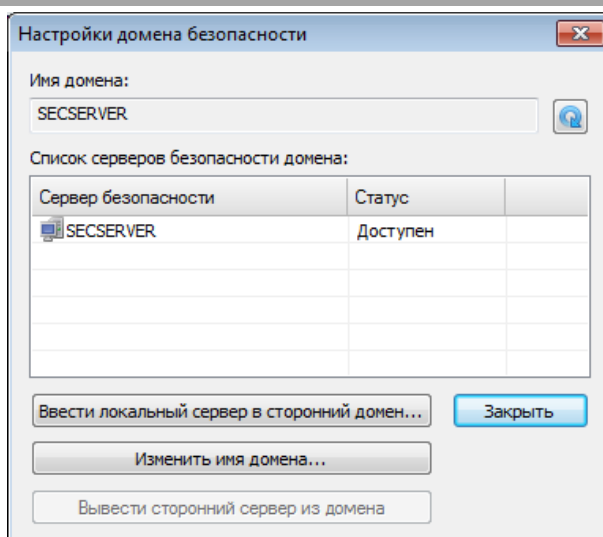 Настройки домена безопасности
Имя домена:
SECSERVER
Список серверов безопасности домена:
Сервер безопасности Статус
SECSERVER Доступен
Ввести локальный сервер в сторонний домен... Закрыть
Изменить имя домена...
Вывести сторонний сервер из домена